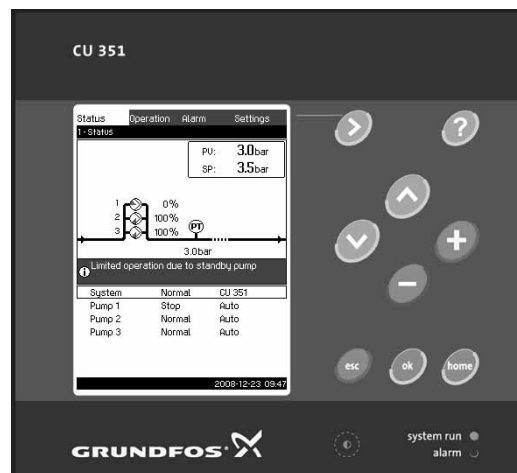 CU 351
Status Operation Alarm Settings
1 - Status
PV: 3.0bar
SP: 3.5bar
1 0%
2 100%
3 100%
PT
3.0bar
Limited operation due to standby pump
System Normal CU 351
Pump 1 Stop Auto
Pump 2 Normal Auto
Pump 3 Normal Auto
2008-12-23 09:47
> ?
+
-
esc ok home
GRUNDFOS
system run
alarm